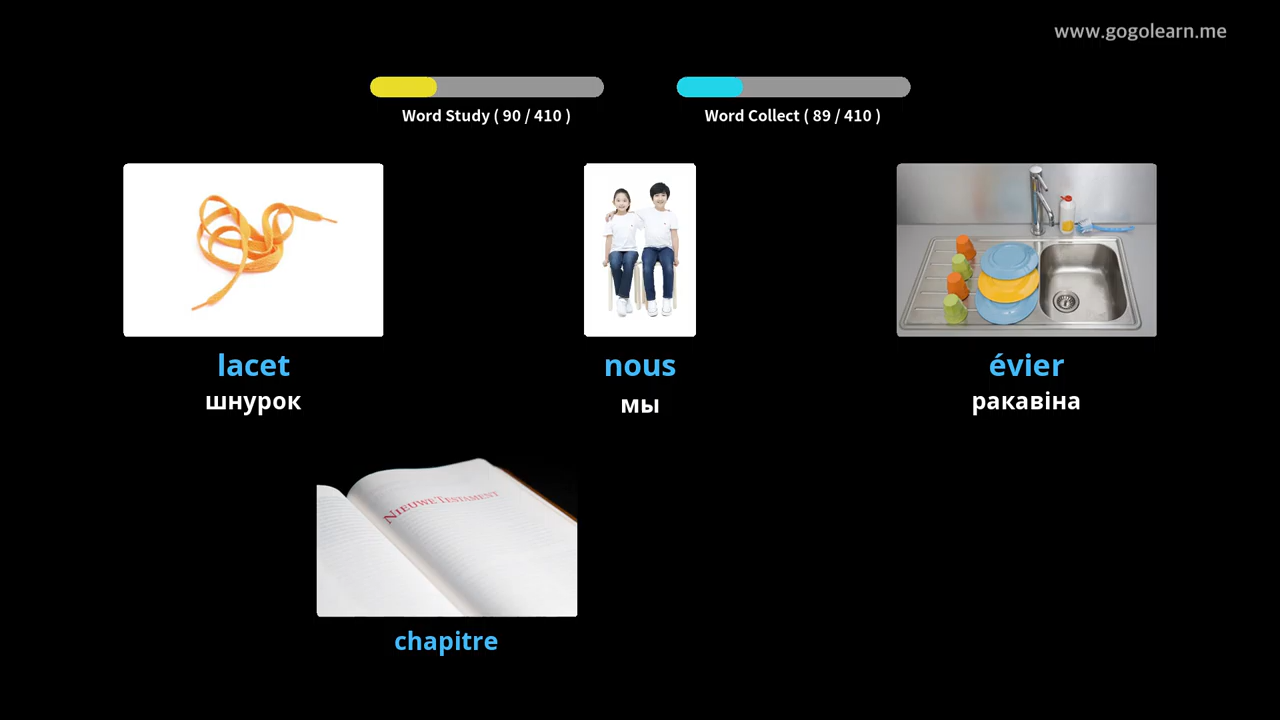 www.gogolearn.me
Word Study ( 90 / 410 )
Word Collect ( 89 / 410 )
lacet
nous
évier
шнурок
мы
ракавіна
NIEUWE TESTAMENT
chapitre